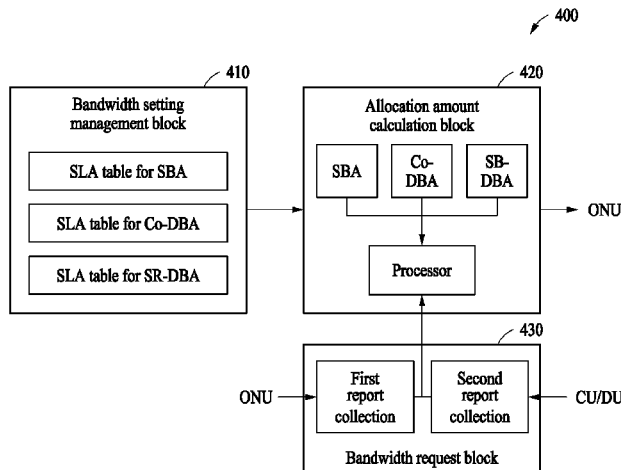 400
410
Bandwidth setting
management block
SLA table for SBA
SLA table for Co-DBA
SLA table for SR-DBA
420
Allocation amount
calculation block
SBA
Co-
DBA
SB-
DBA
Processor
ONU
430
ONU
First
report
collection
Second
report
collection
CU/DU
Bandwidth request block